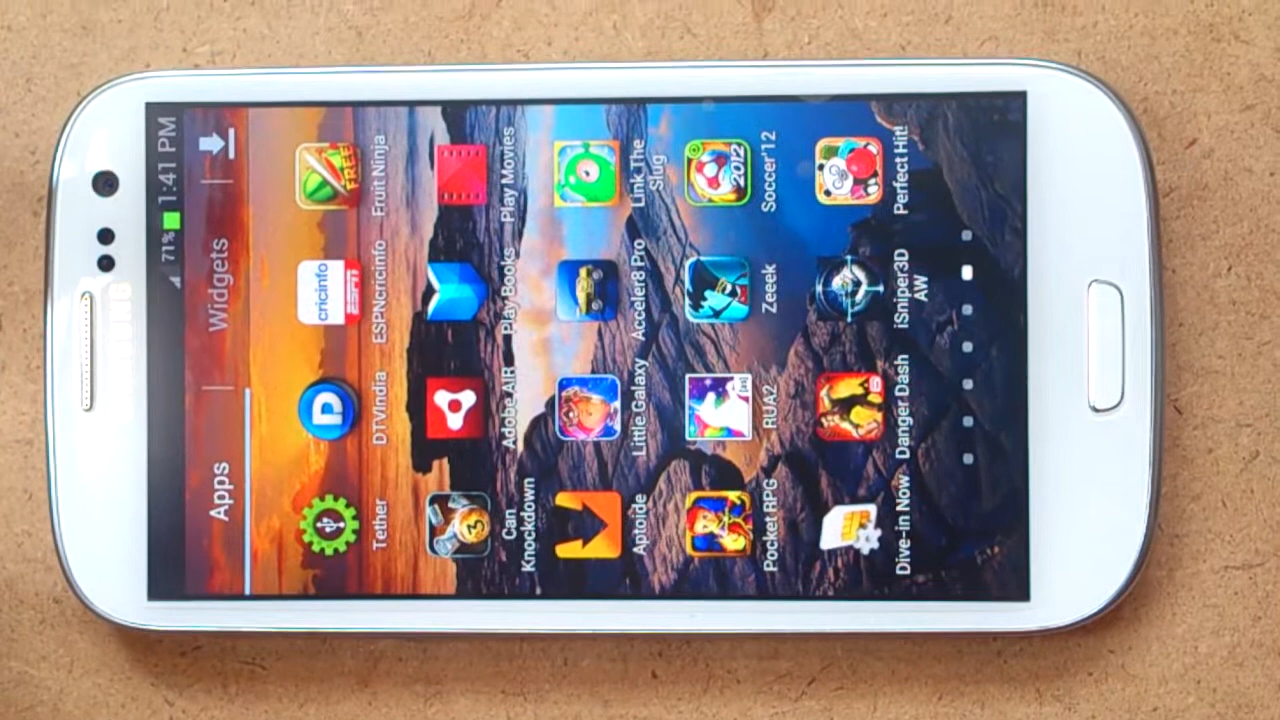 71% 1:41 PM
Apps
Widgets
Tether
DTVIndia
cricinfo
ESPN
ESPNcricinfo
FREE
Fruit Ninja
3
Can
Knockdown
Adobe AIR
Play Books
Play Movies
Aptoide
Little Galaxy
Acceler8 Pro
Link The
Slug
Pocket RPG
RUA2
Zeeek
2012
Soccer'12
Dive-in Now
Danger Dash
iSniper3D
AW
Perfect Hit!